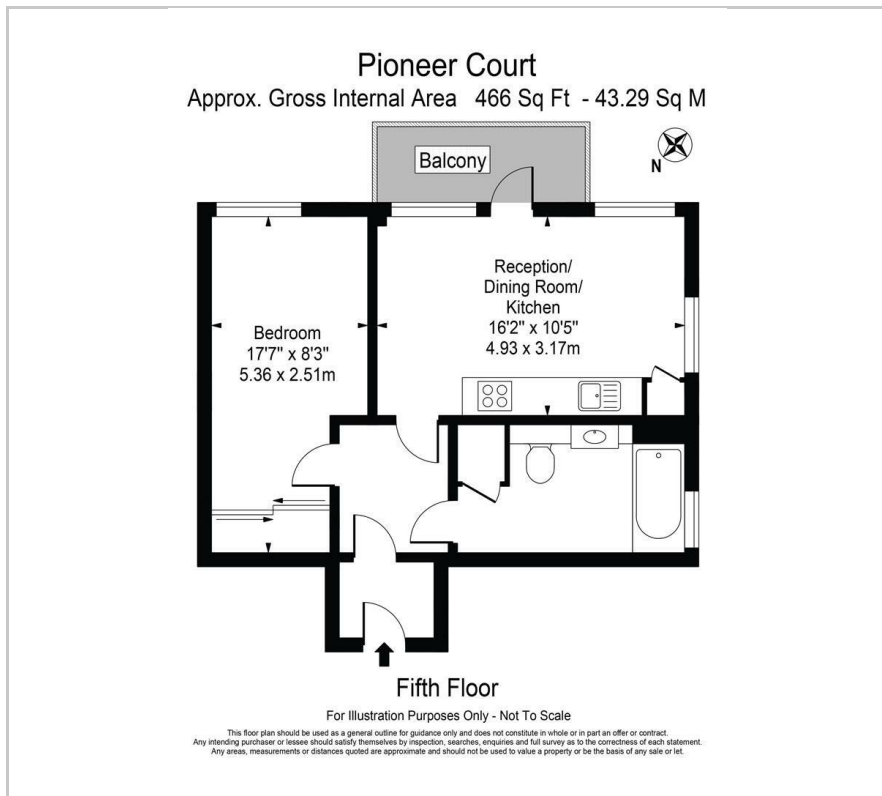 Pioneer Court
Approx. Gross Internal Area 466 Sq Ft - 43.29 Sq M
Balcony
N
Reception/
Dining Room/
Kitchen
16'2" x 10'5"
4.93 x 3.17m
Bedroom
17'7" x 8'3"
5.36 x 2.51m
Fifth Floor
For Illustration Purposes Only - Not To Scale
This floor plan should be used as a general outline for guidance only and does not constitute in whole or in part an offer or contract.
Any intending purchaser or lessee should satisfy themselves by inspection, searches, enquiries and full survey as to the correctness of each statement.
Any areas, measurements or distances quoted are approximate and should not be used to value a property or be the basis of any sale or let.